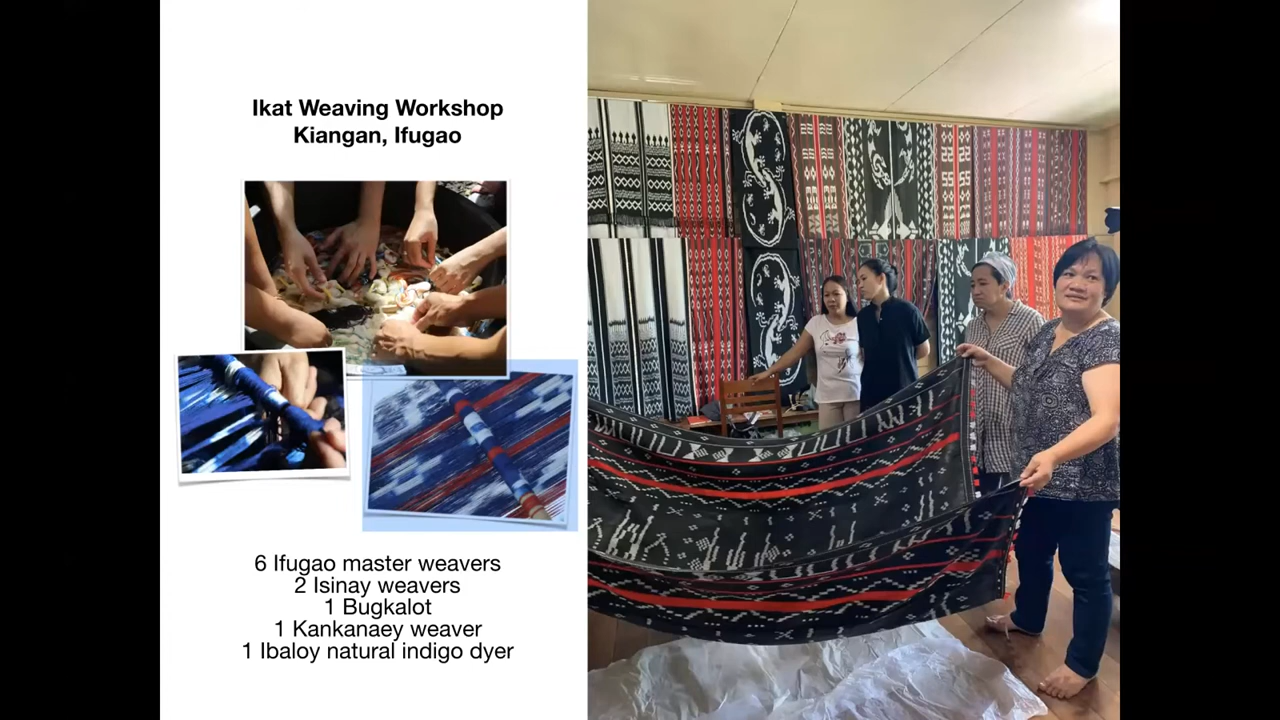 Ikat Weaving Workshop
Kiangan, Ifugao
6 Ifugao master weavers
2 Isinay weavers
1 Bugkalot
1 Kankanaey weaver
1 Ibaloy natural indigo dyer